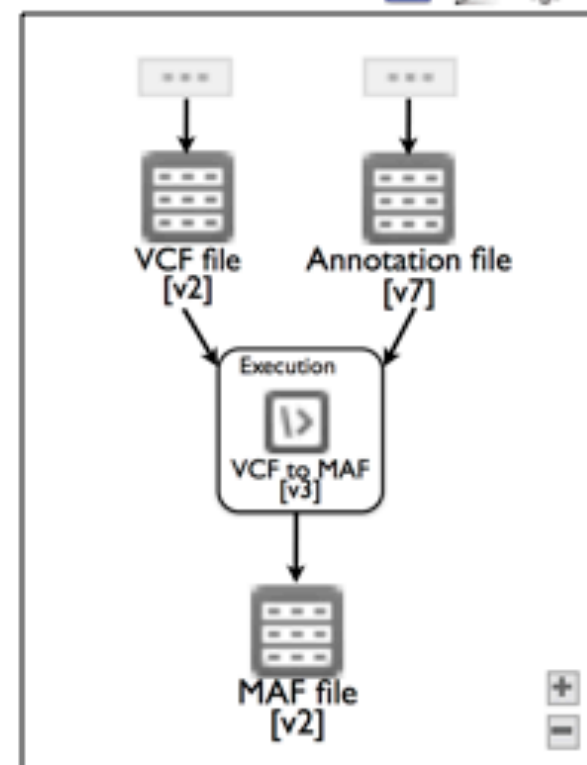 VCF file
[v2]
Annotation file
[v7]
Execution
\>
VCF to MAF
[v3]
MAF file
[v2]
+
-